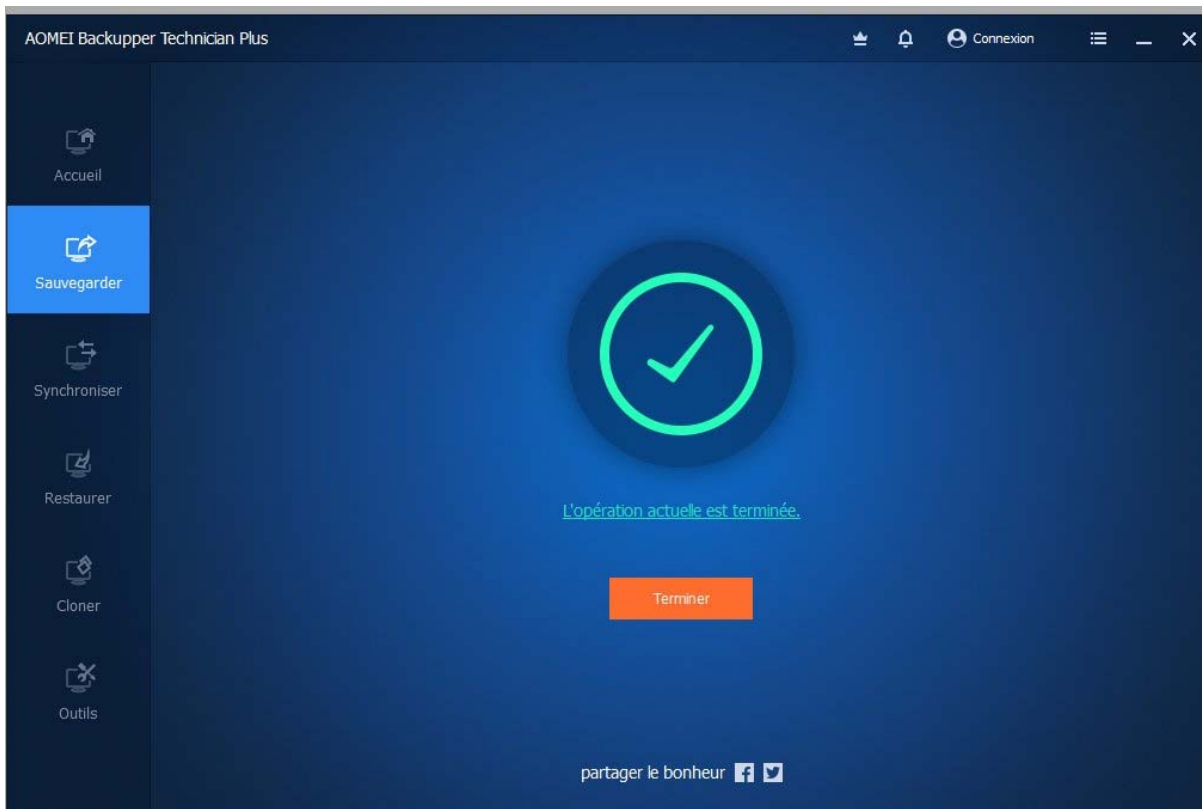 AOMEI Backupper Technician Plus
Connexion
Accueil
Sauvegarder
Synchroniser
Restaurer
Cloner
Outils
L'opération actuelle est terminée.
Terminer
partager le bonheur